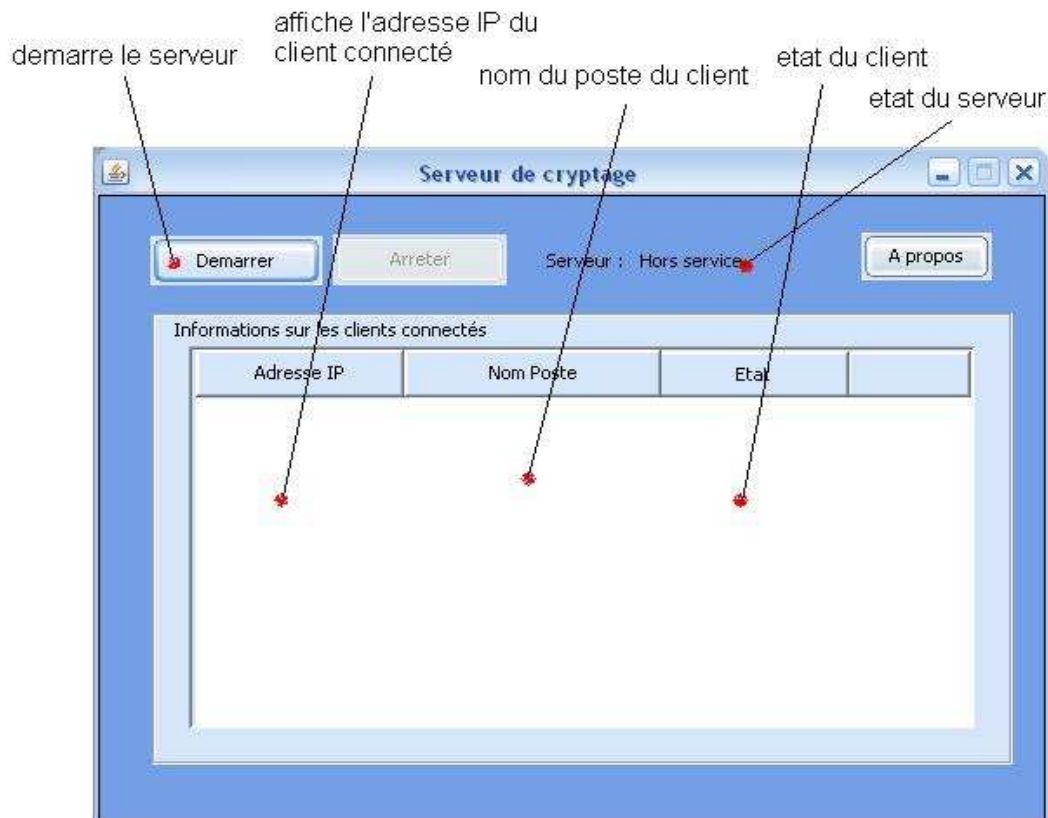 affiche l'adresse IP du
client connecté
demarre le serveur
nom du poste du client
etat du client
etat du serveur
Serveur de cryptage
Demarrer
Arreter
Serveur : Hors service
A propos
Informations sur les clients connectés
Adresse IP
Nom Poste
Etat